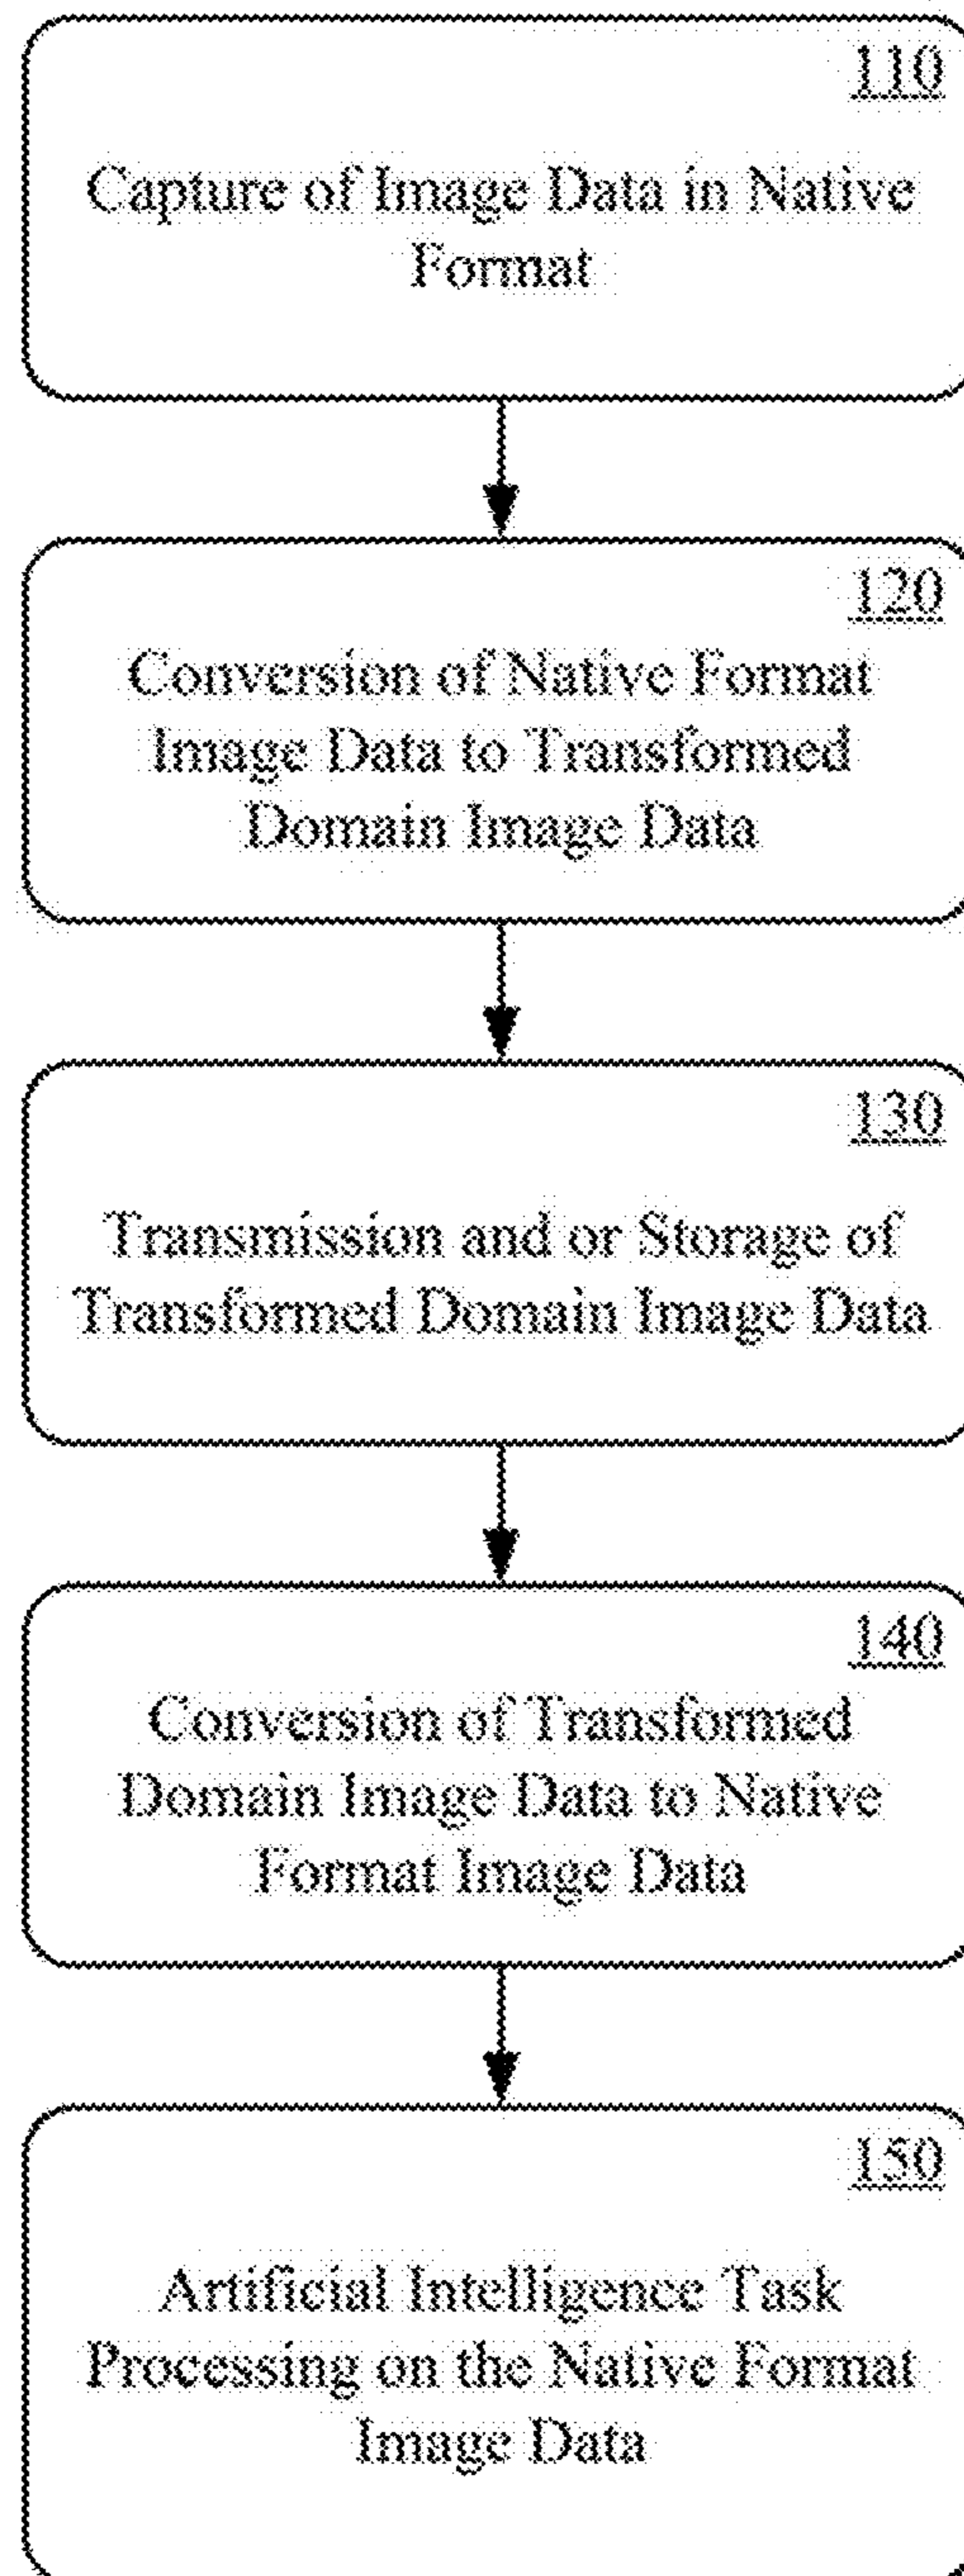 110
Capture of Image Data in Native
Format
120
Conversion of Native Format
Image Data to Transformed
Domain Image Data
130
Transmission and or Storage of
Transformed Domain Image Data
140
Conversion of Transformed
Domain Image Data to Native
Format Image Data
150
Artificial Intelligence Task
Processing on the Native Format
Image Data